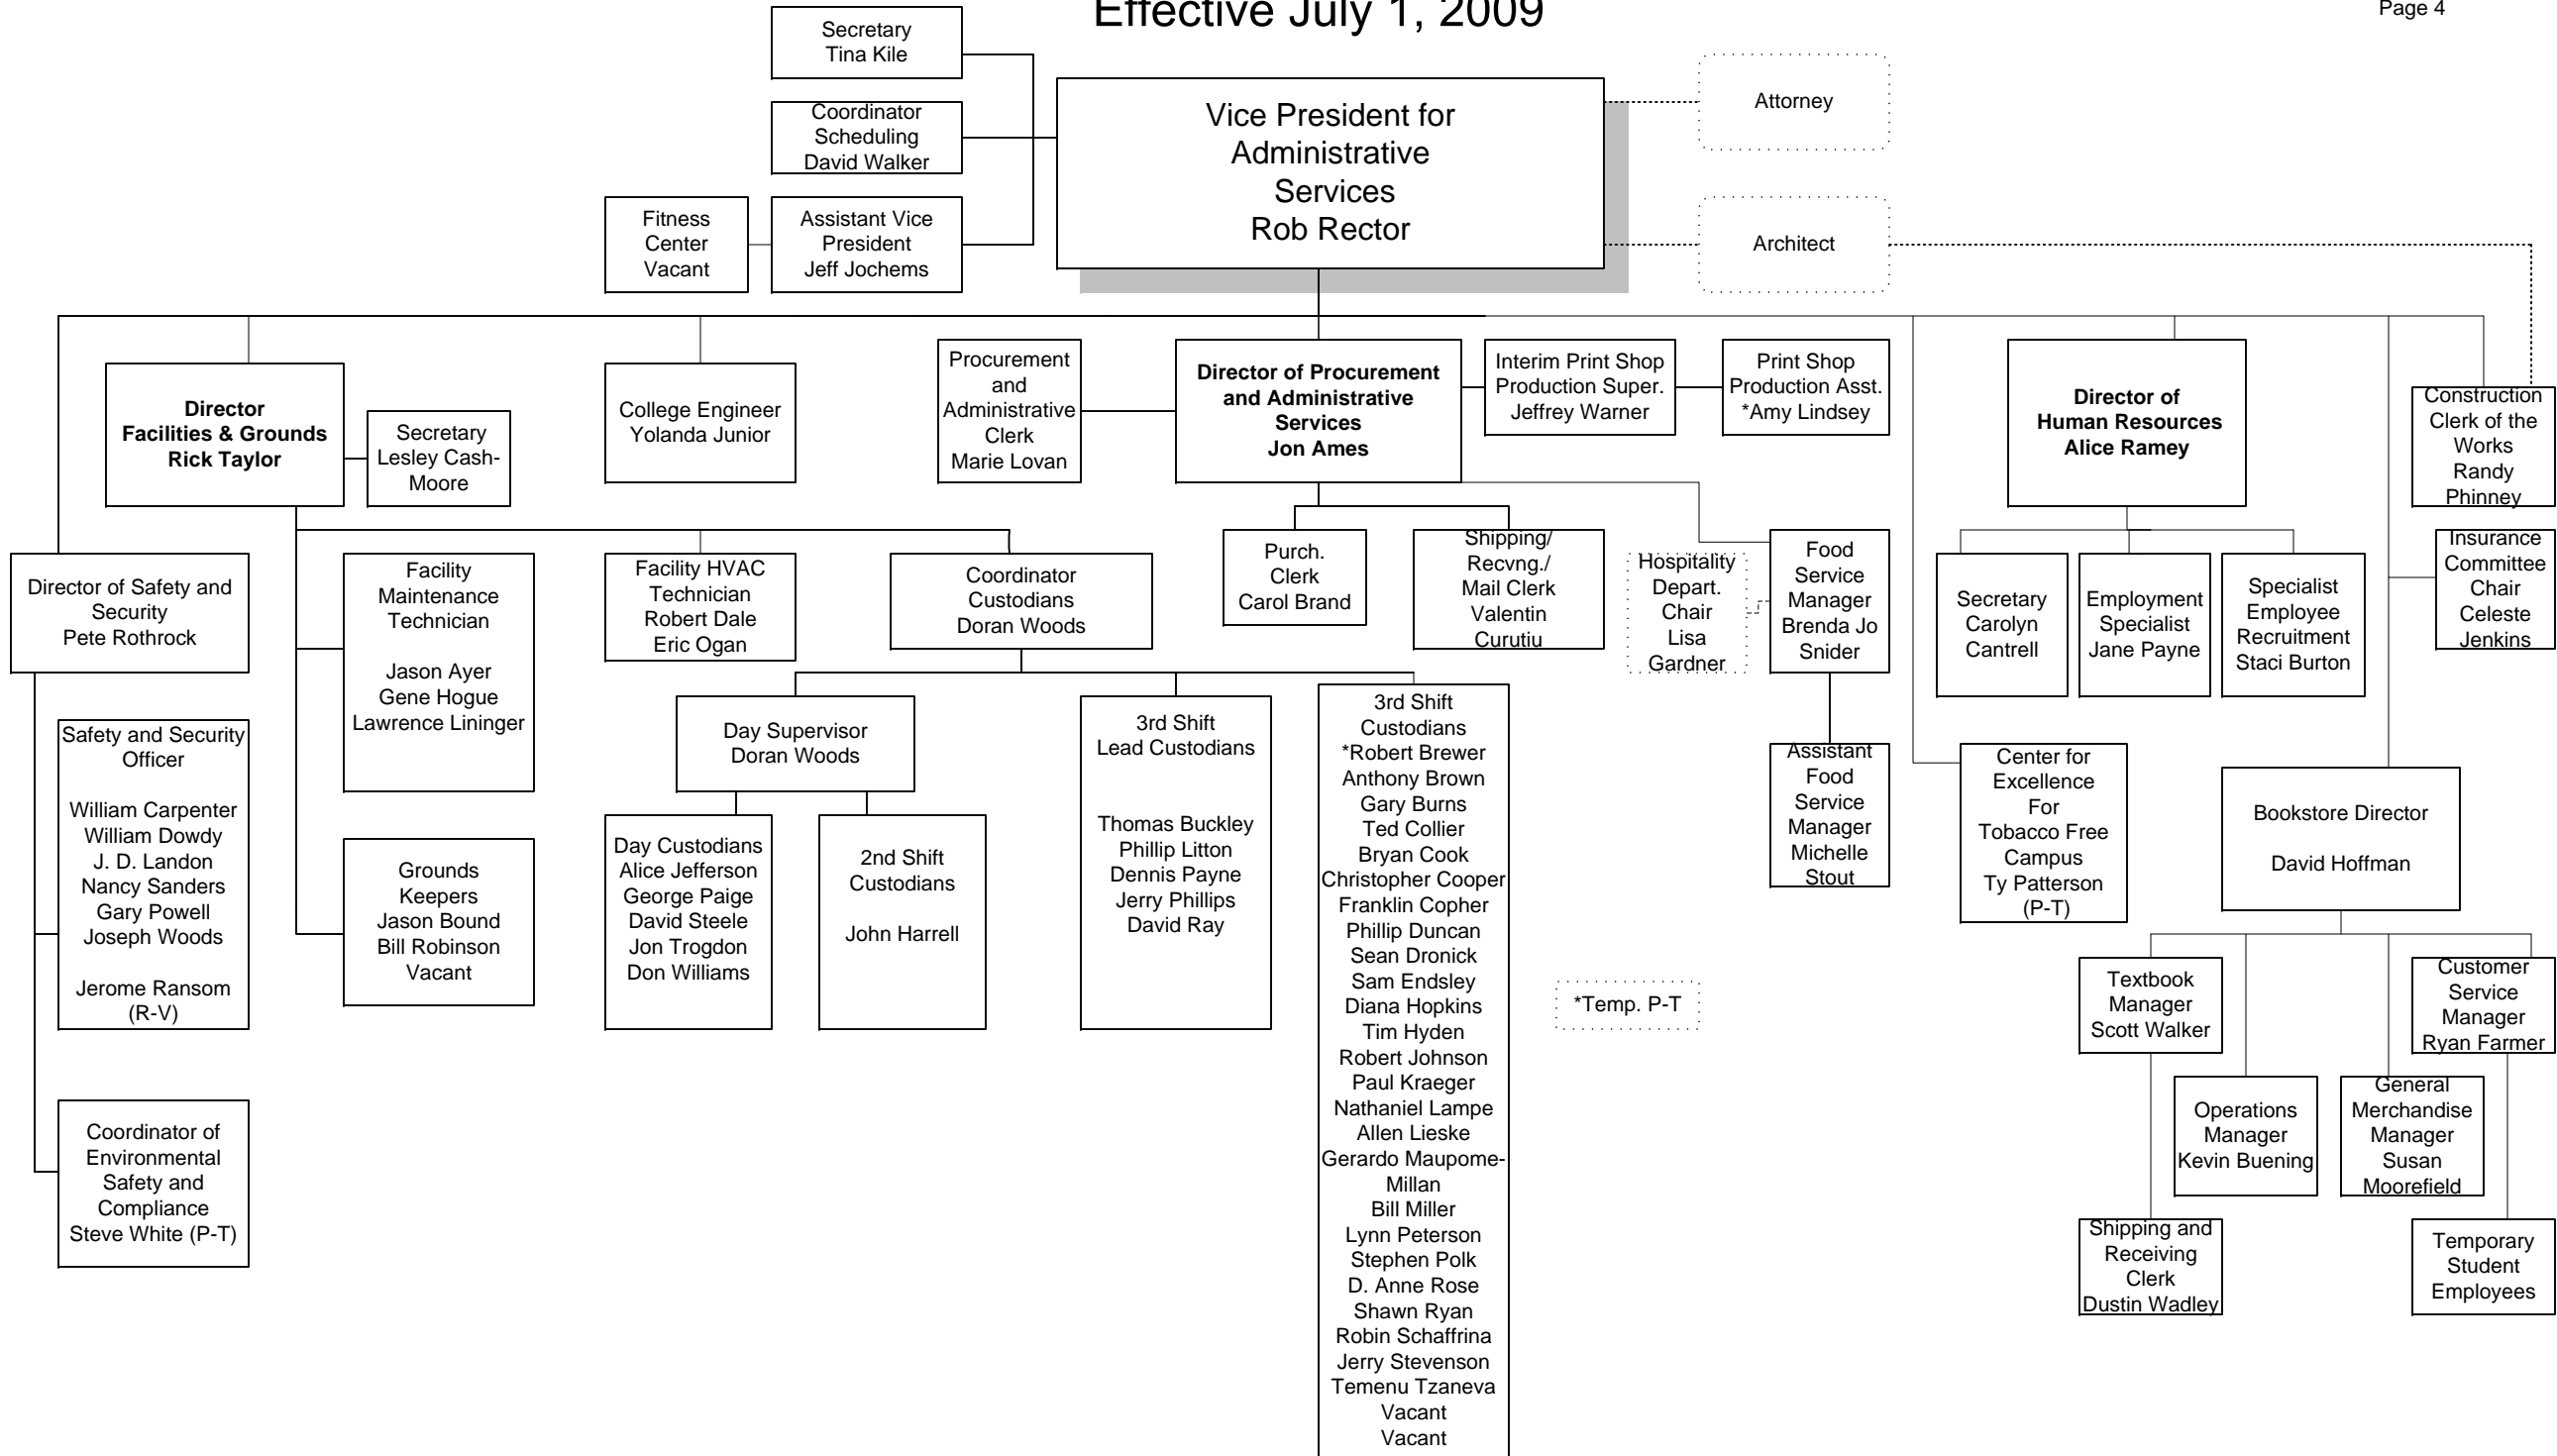 Effective July 1, 2009
Page 4
Secretary
Tina Kile
Coordinator
Scheduling
David Walker
Fitness
Center
Vacant
Assistant Vice
President
Jeff Jochems
Vice President for
Administrative
Services
Rob Rector
Attorney
Architect
Director
Facilities & Grounds
Rick Taylor
Secretary
Lesley Cash-
Moore
College Engineer
Yolanda Junior
Procurement
and
Administrative
Clerk
Marie Lovan
Director of Procurement
and Administrative
Services
Jon Ames
Interim Print Shop
Production Super.
Jeffrey Warner
Print Shop
Production Asst.
*Amy Lindsey
Director of
Human Resources
Alice Ramey
Construction
Clerk of the
Works
Randy
Phinney
Director of Safety and
Security
Pete Rothrock
Facility
Maintenance
Technician
Jason Ayer
Gene Hogue
Lawrence Lininger
Facility HVAC
Technician
Robert Dale
Eric Ogan
Coordinator
Custodians
Doran Woods
Purch.
Clerk
Carol Brand
Shipping/
Recvng./
Mail Clerk
Valentin
Curutiu
Hospitality
Depart.
Chair
Lisa
Gardner
Food
Service
Manager
Brenda Jo
Snider
Secretary
Carolyn
Cantrell
Employment
Specialist
Jane Payne
Specialist
Employee
Recruitment
Staci Burton
Insurance
Committee
Chair
Celeste
Jenkins
Safety and Security
Officer
William Carpenter
William Dowdy
J. D. Landon
Nancy Sanders
Gary Powell
Joseph Woods
Jerome Ransom
(R-V)
Grounds
Keepers
Jason Bound
Bill Robinson
Vacant
Day Supervisor
Doran Woods
Day Custodians
Alice Jefferson
George Paige
David Steele
Jon Trogdon
Don Williams
2nd Shift
Custodians
John Harrell
3rd Shift
Lead Custodians
Thomas Buckley
Phillip Litton
Dennis Payne
Jerry Phillips
David Ray
3rd Shift
Custodians
*Robert Brewer
Anthony Brown
Gary Burns
Ted Collier
Bryan Cook
Christopher Cooper
Franklin Copher
Phillip Duncan
Sean Dronick
Sam Endsley
Diana Hopkins
Tim Hyden
Robert Johnson
Paul Kraeger
Nathaniel Lampe
Allen Lieske
Gerardo Maupome-
Millan
Bill Miller
Lynn Peterson
Stephen Polk
D. Anne Rose
Shawn Ryan
Robin Schaffrina
Jerry Stevenson
Temenu Tzaneva
Vacant
Vacant
*Temp. P-T
Assistant
Food
Service
Manager
Michelle
Stout
Center for
Excellence
For
Tobacco Free
Campus
Ty Patterson
(P-T)
Bookstore Director
David Hoffman
Textbook
Manager
Scott Walker
Customer
Service
Manager
Ryan Farmer
Operations
Manager
Kevin Buening
General
Merchandise
Manager
Susan
Moorefield
Shipping and
Receiving
Clerk
Dustin Wadley
Temporary
Student
Employees
Coordinator of
Environmental
Safety and
Compliance
Steve White (P-T)